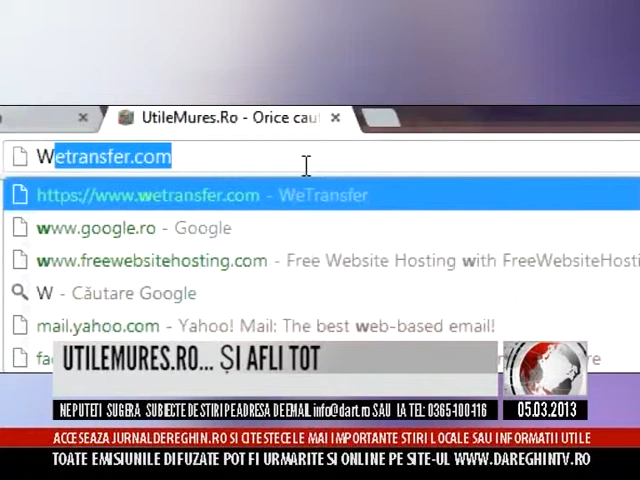 UtileMures.Ro - Orice caut
Wetransfer.com
https://www.wetransfer.com - WeTransfer
www.google.ro - Google
www.freewebsitehosting.com - Free Website Hosting with FreeWebsiteHosti
W - Căutare Google
mail.yahoo.com - Yahoo! Mail: The best web-based email!
UTILEMURES.RO... ȘI AFLI TOT
NE PUTETI SUGERA SUBIECTE DE STIRI PE ADRESA DE EMAIL info@dart.ro SAU LA TEL: 0365-100-416
05.03.2013
ACCESEAZA JURNALDEREGHIN.RO SI CITESTE CELE MAI IMPORTANTE STIRI LOCALE SAU INFORMATII UTILE
TOATE EMISIUNILE DIFUZATE POT FI URMARITE SI ONLINE PE SITE-UL WWW.DAREGHINTV.RO